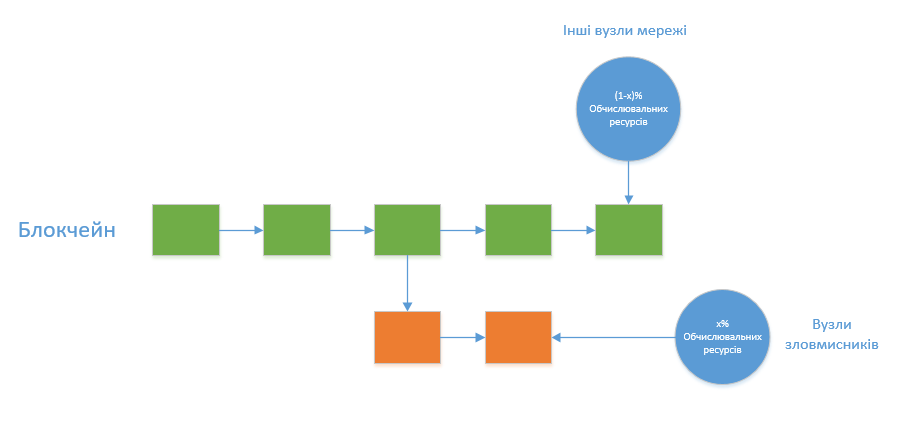 Інші вузли мережі
(1-x)%
Обчислювальних
ресурсів
Блокчейн
x%
Обчислювальних
ресурсів
Вузли
зловмисників